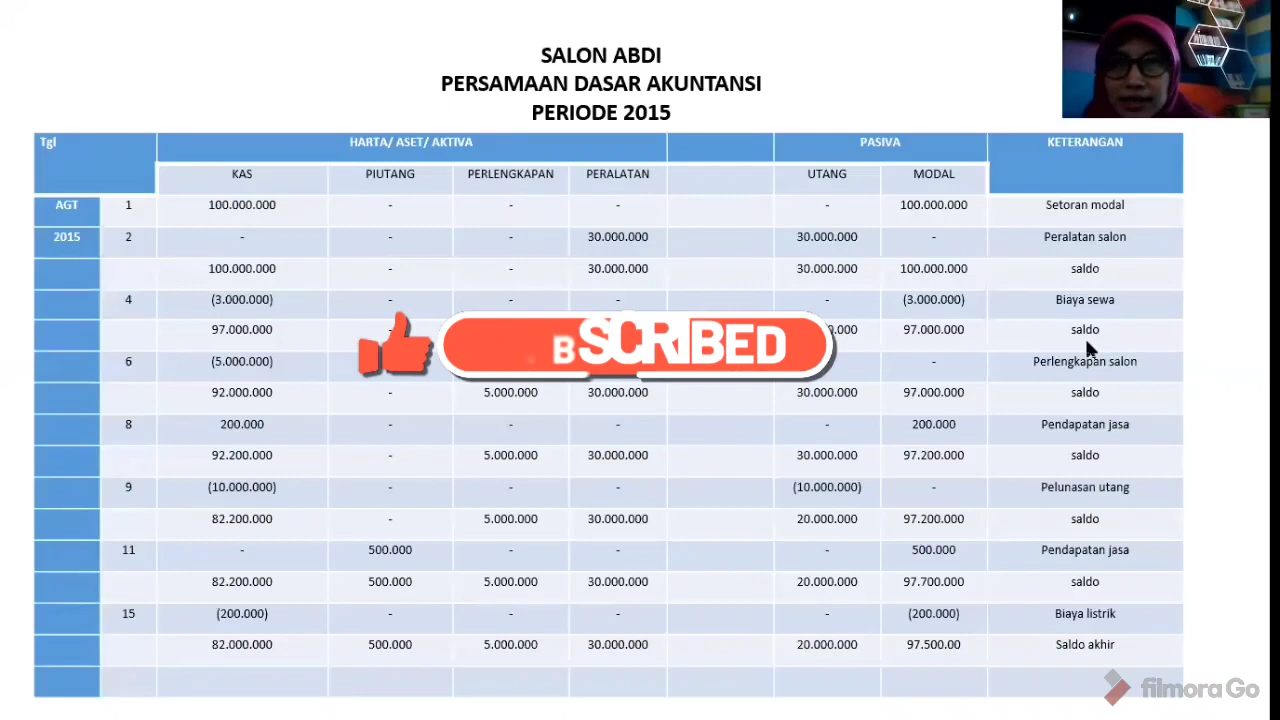 SALON ABDI
PERSAMAAN DASAR AKUNTANSI
PERIODE 2015
Tgl HARTA/ ASET/ AKTIVA PASIVA KETERANGAN
KAS PIUTANG PERLENGKAPAN PERALATAN UTANG MODAL
AGT 1 100.000.000 - - - - 100.000.000 Setoran modal
2015 2 - - - 30.000.000 30.000.000 - Peralatan salon
100.000.000 - - 30.000.000 30.000.000 100.000.000 saldo
4 (3.000.000) - - - - (3.000.000) Biaya sewa
97.000.000 97.000.000 saldo
SCRIBED
6 (5.000.000) - Perlengkapan salon
92.000.000 - 5.000.000 30.000.000 30.000.000 97.000.000 saldo
8 200.000 - - - - 200.000 Pendapatan jasa
92.200.000 - 5.000.000 30.000.000 30.000.000 97.200.000 saldo
9 (10.000.000) - - - (10.000.000) - Pelunasan utang
82.200.000 - 5.000.000 30.000.000 20.000.000 97.200.000 saldo
11 - 500.000 - - - 500.000 Pendapatan jasa
82.200.000 500.000 5.000.000 30.000.000 20.000.000 97.700.000 saldo
15 (200.000) - - - - (200.000) Biaya listrik
82.000.000 500.000 5.000.000 30.000.000 20.000.000 97.500.00 Saldo akhir
filmora Go